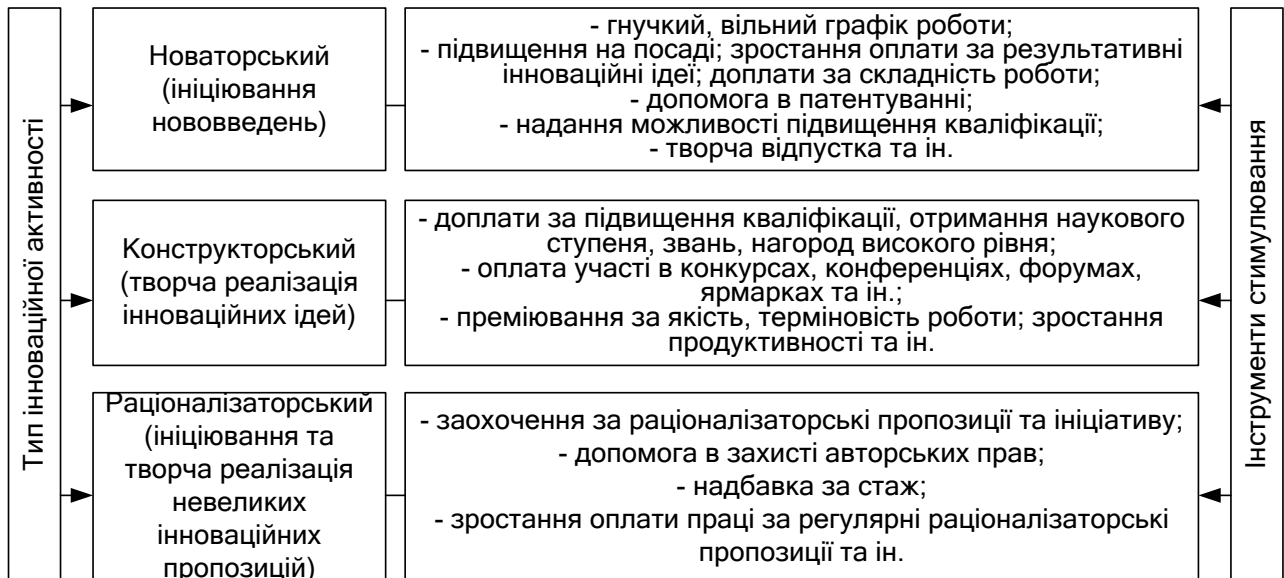 Тип інноваційної активності
Новаторський
(ініціювання
нововведень)
- гнучкий, вільний графік роботи;
- підвищення на посаді; зростання оплати за результативні
інноваційні ідеї; доплати за складність роботи;
- допомога в патентуванні;
- надання можливості підвищення кваліфікації;
- творча відпустка та ін.
Конструкторський
(творча реалізація
інноваційних ідей)
- доплати за підвищення кваліфікації, отримання наукового
ступеня, звань, нагород високого рівня;
- оплата участі в конкурсах, конференціях, форумах,
ярмарках та ін.;
- преміювання за якість, терміновість роботи; зростання
продуктивності та ін.
Раціоналізаторський
(ініціювання та
творча реалізація
невеликих
інноваційних
пропозицій)
- заохочення за раціоналізаторські пропозиції та ініціативу;
- допомога в захисті авторських прав;
- надбавка за стаж;
- зростання оплати праці за регулярні раціоналізаторські
пропозиції та ін.
Інструменти стимулювання